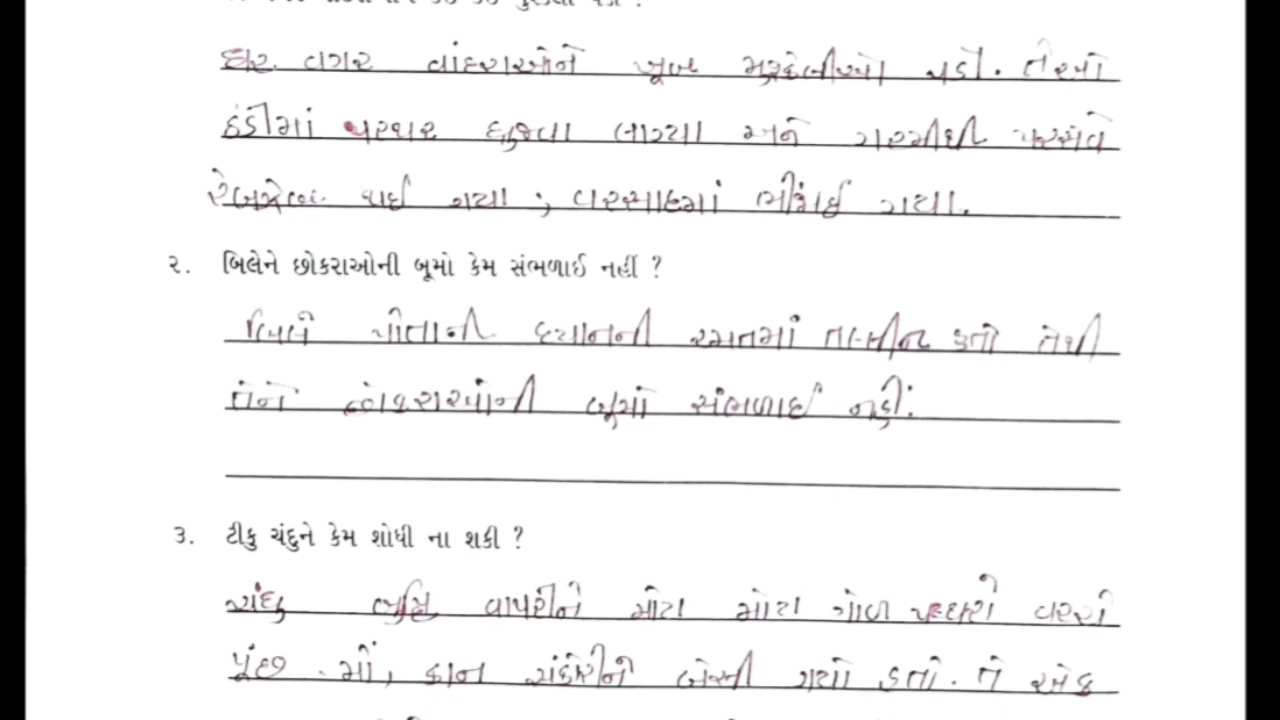 ઘર વગર વાંદરાઓને ખૂબ મુશ્કેલીઓ પડી. તેઓ
ઠંડીમાં થરથર ધ્રુજવા લાગ્યા અને ગરમીથી પરસેવે
રેબઝેબ થઈ ગયા ; વરસાદમાં ભીંજાઈ ગયા.
૨. બિલેને છોકરાઓની બૂમો કેમ સંભળાઈ નહીં ?
બિલે પોતાની ધ્યાનની રમતમાં તલ્લીન હતો તેથી
તેને છોકરાઓની બૂમો સંભળાઈ નહીં.
૩. ટીકુ ચંદુને કેમ શોધી ના શકી ?
ચંદુ બુદ્ધિ વાપરીને મોટા મોટા ગોળ પથ્થરો વચ્ચે
પૂંછ મોં, કાન સંકોરીને બેસી ગયો હતો. તે એક